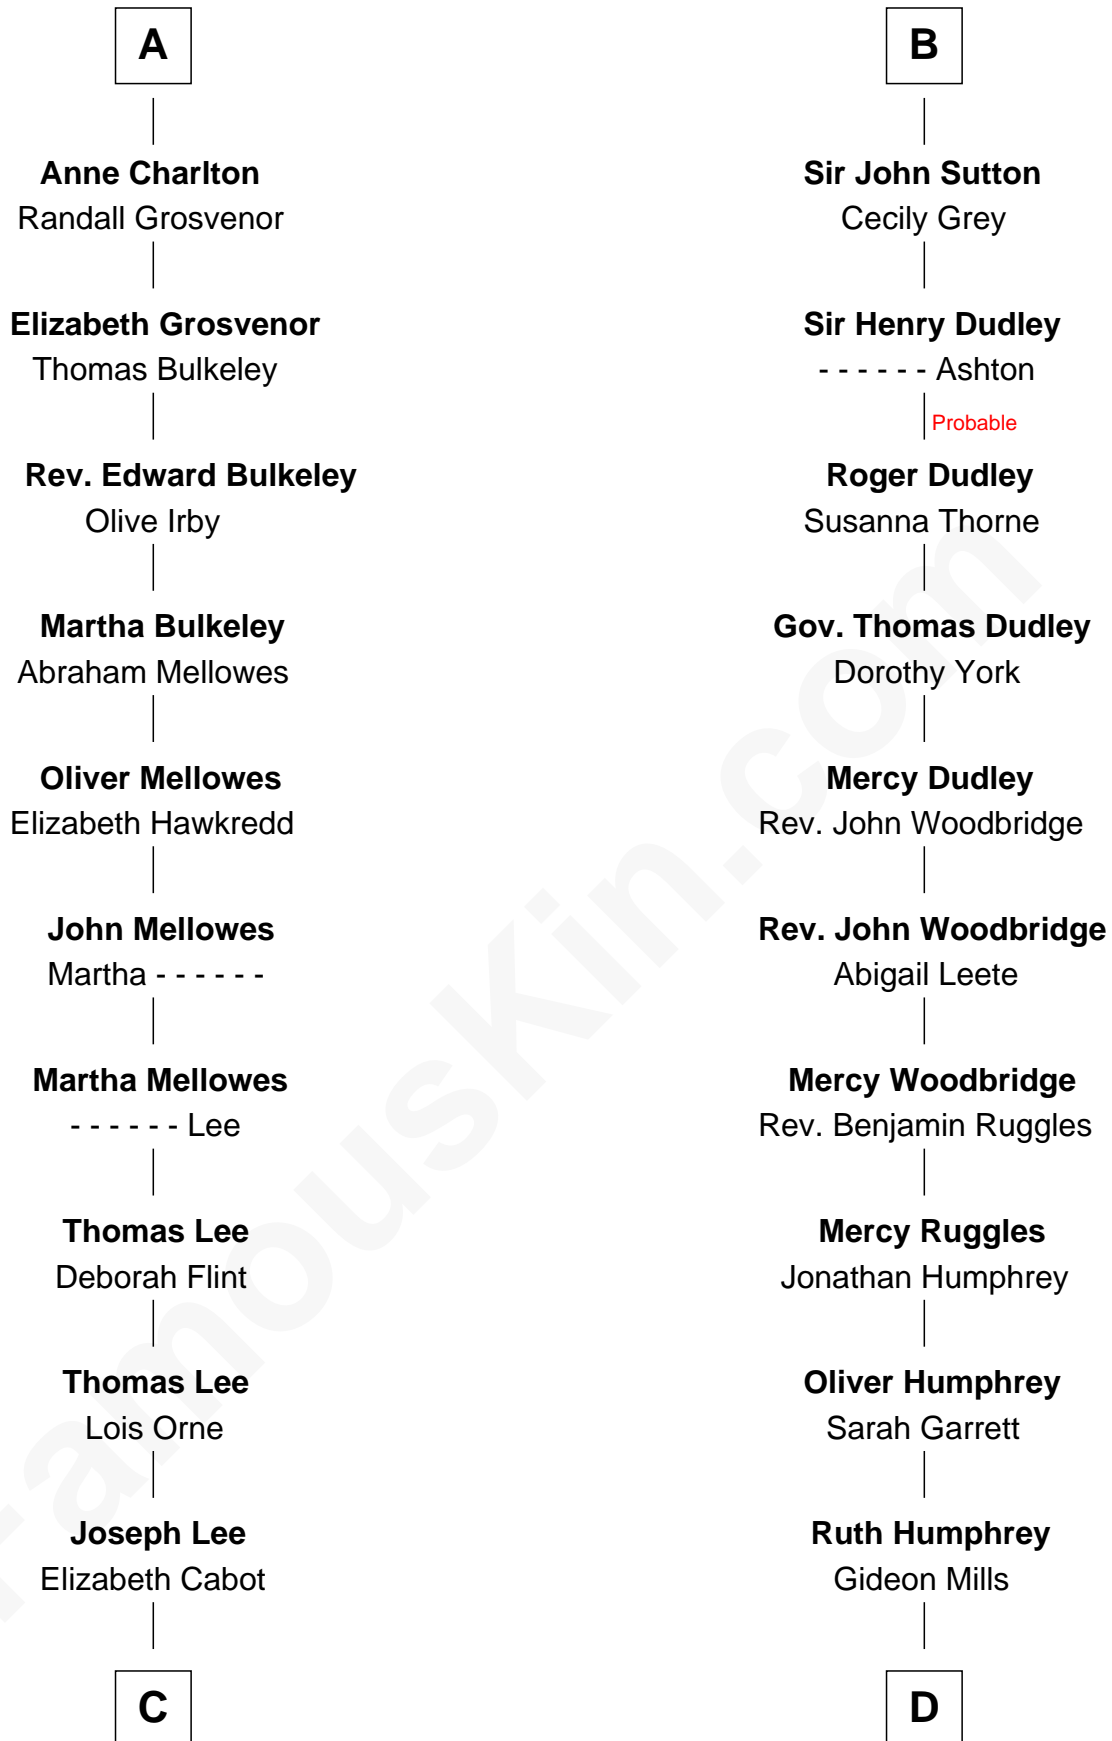 A
Anne Charlton
Randall Grosvenor
Elizabeth Grosvenor
Thomas Bulkeley
Rev. Edward Bulkeley
Olive Irby
Martha Bulkeley
Abraham Mellowes
Oliver Mellowes
Elizabeth Hawkredd
John Mellowes
Martha - - - - - -
Martha Mellowes
- - - - - - Lee
Thomas Lee
Deborah Flint
Thomas Lee
Lois Orne
Joseph Lee
Elizabeth Cabot
C
B
Sir John Sutton
Cecily Grey
Sir Henry Dudley
- - - - - - Ashton
Probable
Roger Dudley
Susanna Thorne
Gov. Thomas Dudley
Dorothy York
Mercy Dudley
Rev. John Woodbridge
Rev. John Woodbridge
Abigail Leete
Mercy Woodbridge
Rev. Benjamin Ruggles
Mercy Ruggles
Jonathan Humphrey
Oliver Humphrey
Sarah Garrett
Ruth Humphrey
Gideon Mills
D
FamousKin.com